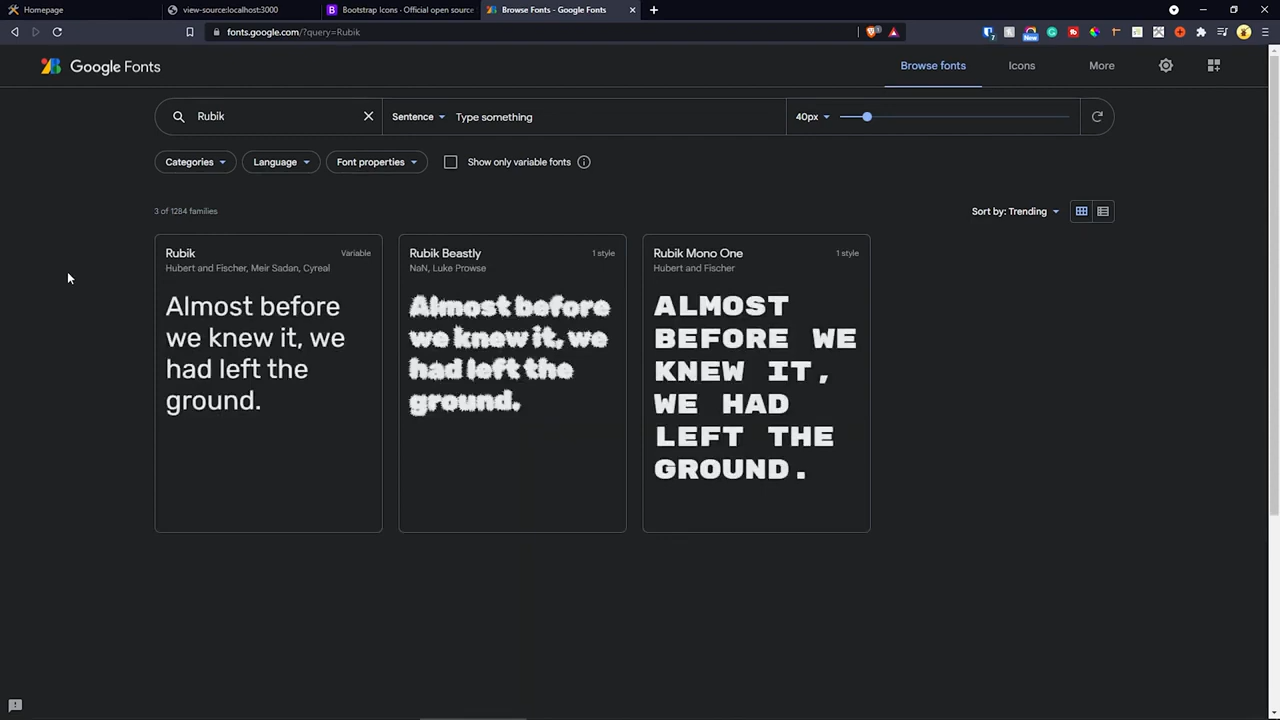 Homepage
view-source:localhost:3000
Bootstrap Icons · Official open source
Browse Fonts - Google Fonts
fonts.google.com/?query=Rubik
Google Fonts
Browse fonts
Icons
More
Rubik
Sentence
Type something
40px
Categories
Language
Font properties
Show only variable fonts
3 of 1284 families
Sort by: Trending
Rubik
Variable
Hubert and Fischer, Meir Sadan, Cyreal
Almost before
we knew it, we
had left the
ground.
Rubik Beastly
1 style
NaN, Luke Prowse
Almost before
we knew it, we
had left the
ground.
Rubik Mono One
1 style
Hubert and Fischer
ALMOST
BEFORE WE
KNEW IT,
WE HAD
LEFT THE
GROUND.